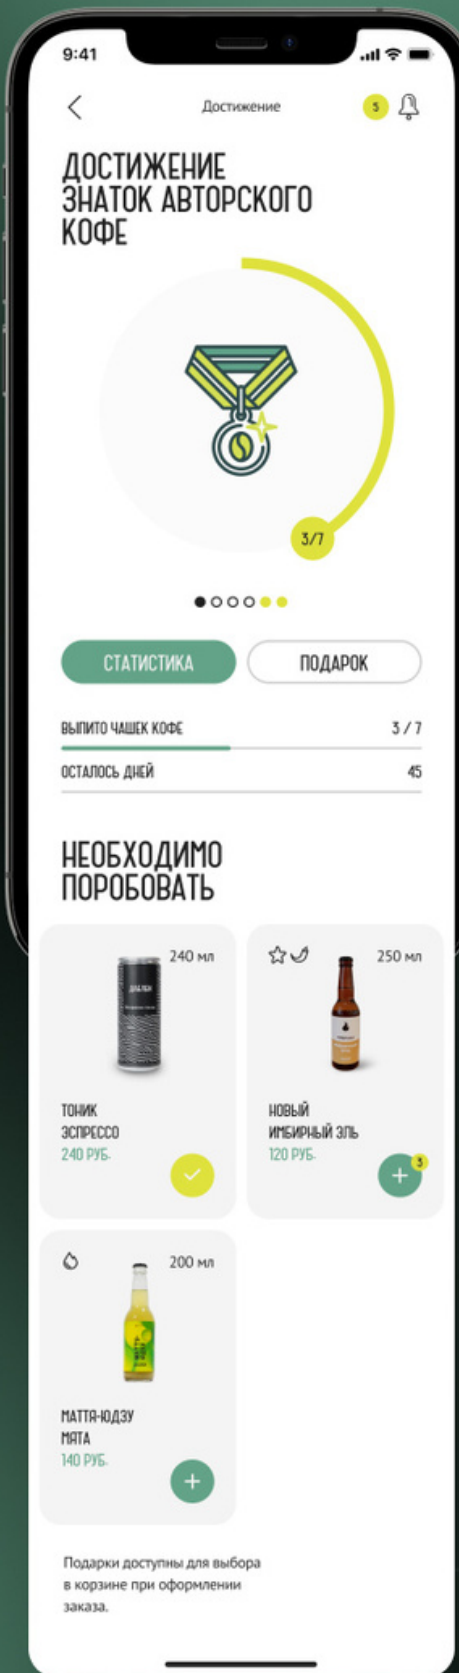 9:41
Достижение
5
ДОСТИЖЕНИЕ
ЗНАТОК АВТОРСКОГО
КОФЕ
3/7
СТАТИСТИКА
ПОДАРОК
ВЫПИТО ЧАШЕК КОФЕ 3 / 7
ОСТАЛОСЬ ДНЕЙ 45
НЕОБХОДИМО
ПОРОБОВАТЬ
240 мл
ТОНИК
ЭСПРЕССО
240 РУБ.
250 мл
НОВЫЙ
ИМБИРНЫЙ ЭЛЬ
120 РУБ.
3
200 мл
МАТТЯ-ЮДЗУ
МЯТА
140 РУБ.
Подарки доступны для выбора
в корзине при оформлении
заказа.